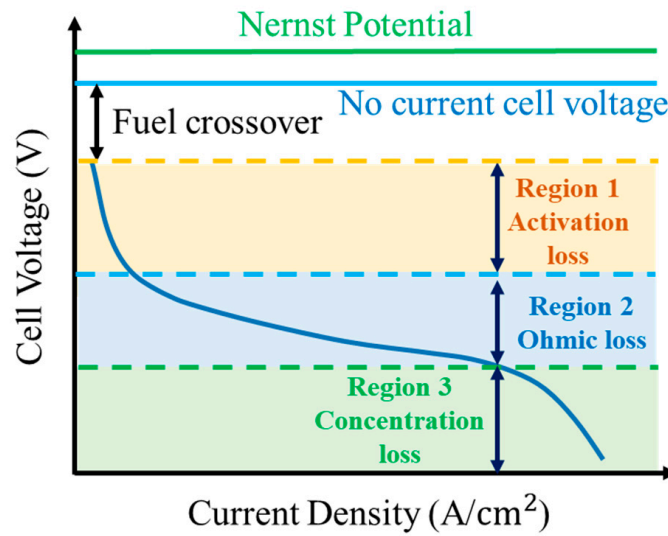 Nernst Potential
No current cell voltage
Fuel crossover
Region 1
Activation
loss
Region 2
Ohmic loss
Region 3
Concentration
loss
Cell Voltage (V)
Current Density (A/cm²)